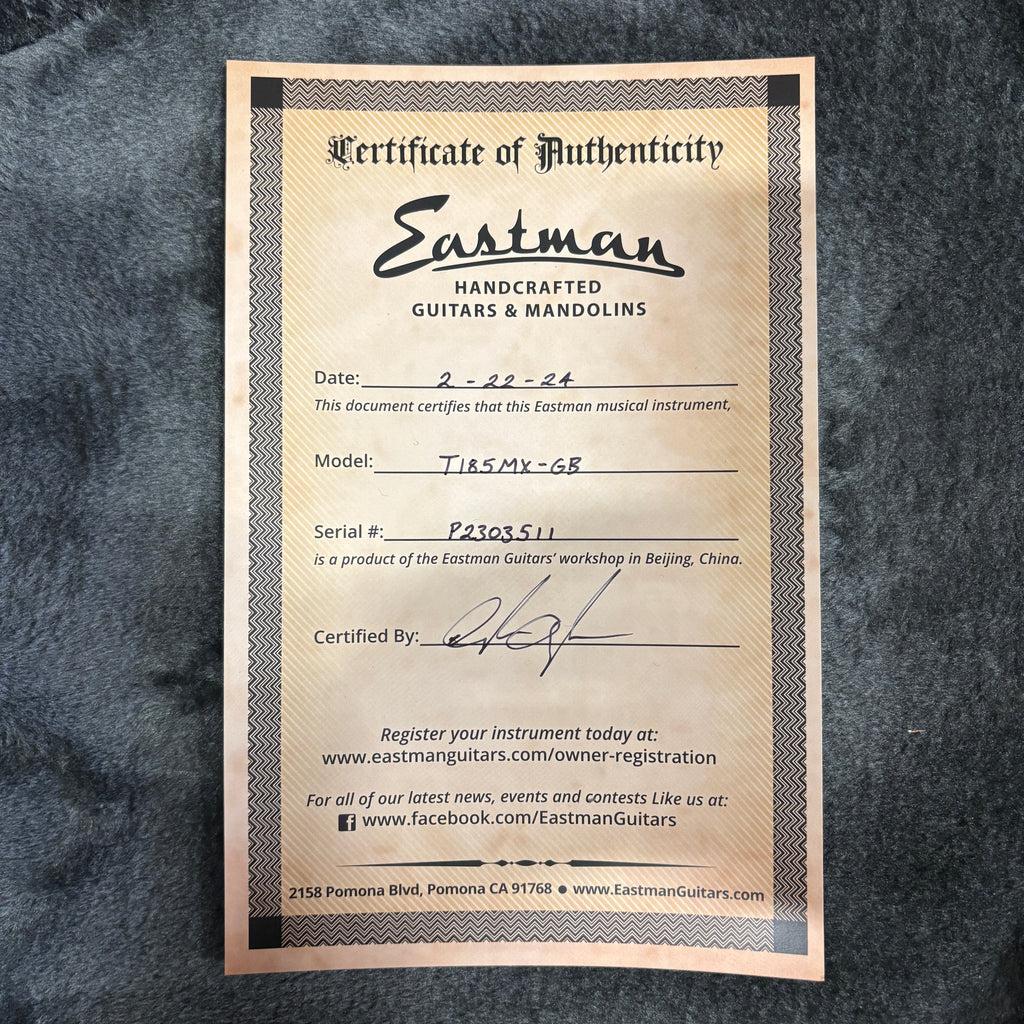 Certificate of Authenticity
Eastman
HANDCRAFTED
GUITARS & MANDOLINS
Date: 2-22-24
This document certifies that this Eastman musical instrument,
Model: T185MX-GB
Serial #: P2303511
is a product of the Eastman Guitars’ workshop in Beijing, China.
Certified By:
Register your instrument today at:
www.eastmanguitars.com/owner-registration
For all of our latest news, events and contests Like us at:
f www.facebook.com/EastmanGuitars
2158 Pomona Blvd, Pomona CA 91768 ● www.EastmanGuitars.com